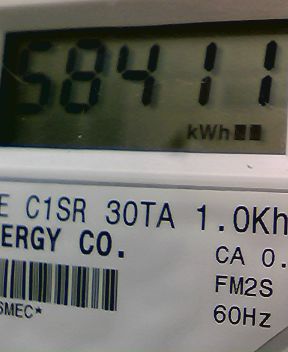 58411
kWh
E C1SR 30TA 1.0Kh
ERGY CO.
CA 0.
FM2S
60Hz
SMEC*